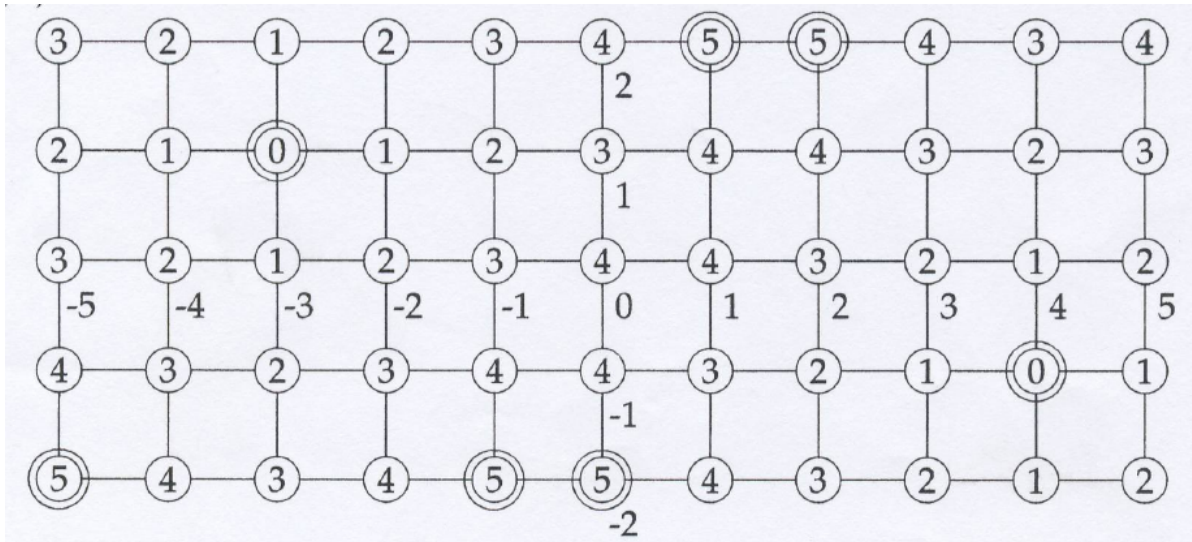 3 2 1 2 3 4 5 5 4 3 4
2
2 1 0 1 2 3 4 4 3 2 3
1
3 2 1 2 3 4 4 3 2 1 2
-5 -4 -3 -2 -1 0 1 2 3 4 5
4 3 2 3 4 4 3 2 1 0 1
-1
5 4 3 4 5 5 4 3 2 1 2
-2